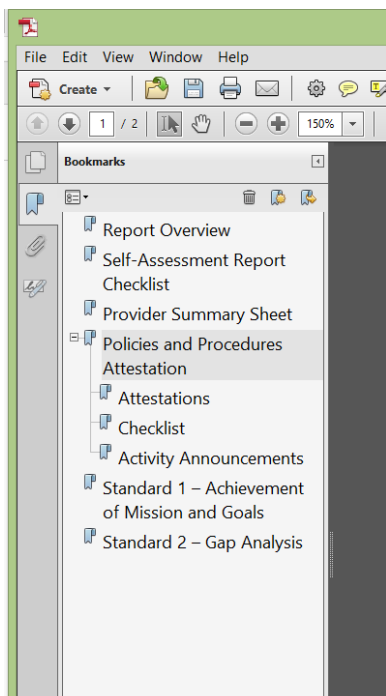 File Edit View Window Help
Create
1 / 2 150%
Bookmarks
Report Overview
Self-Assessment Report
Checklist
Provider Summary Sheet
Policies and Procedures
Attestation
Attestations
Checklist
Activity Announcements
Standard 1 – Achievement
of Mission and Goals
Standard 2 – Gap Analysis